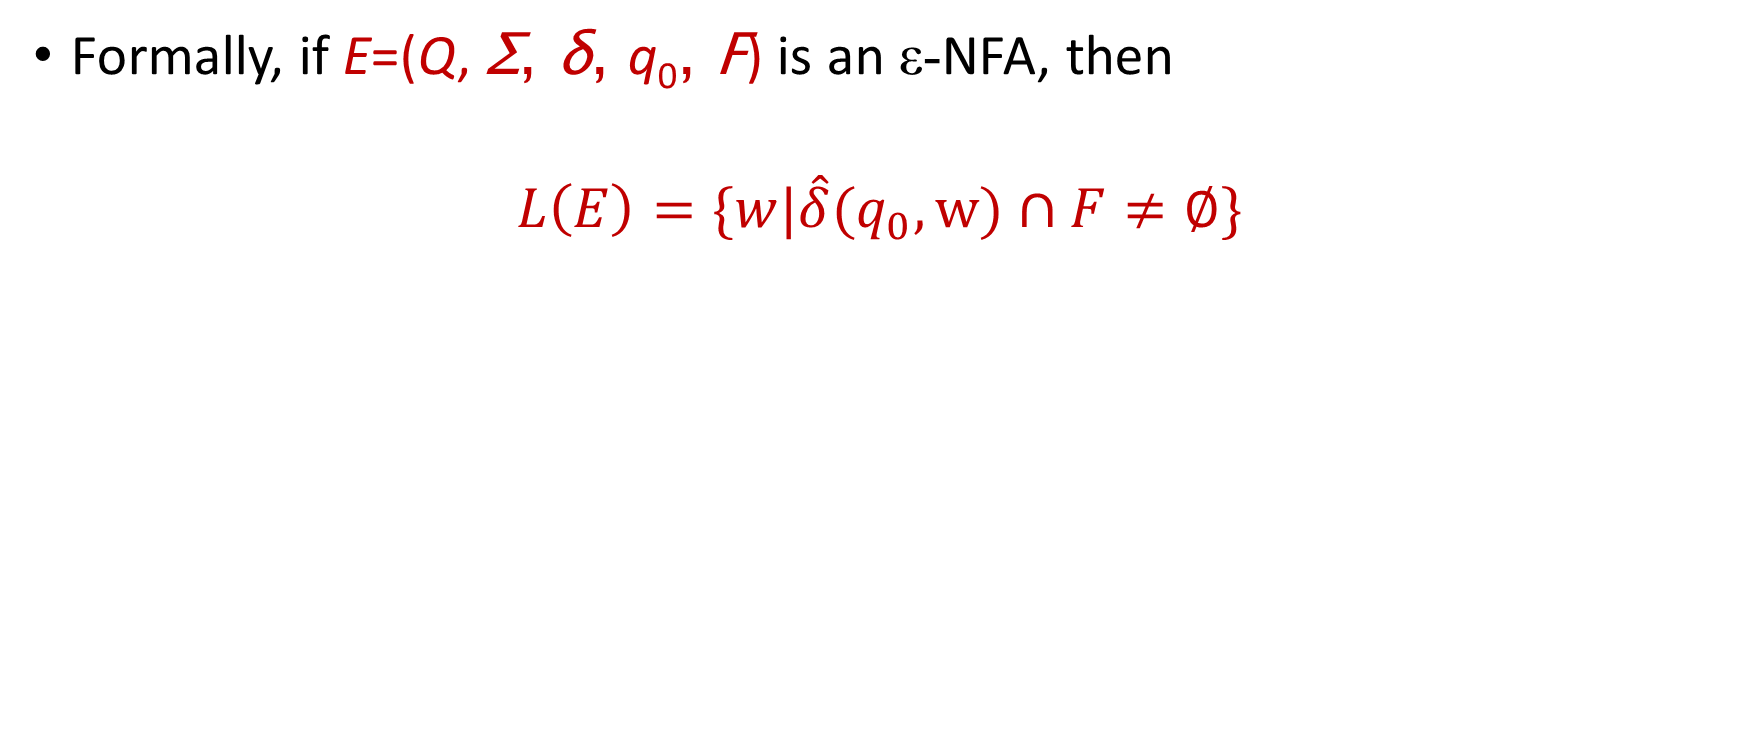 • Formally, if E=(Q, Σ, δ, q₀, F) is an ε-NFA, then
L(E) = {w|δ̂(q₀, w) ∩ F ≠ ∅}